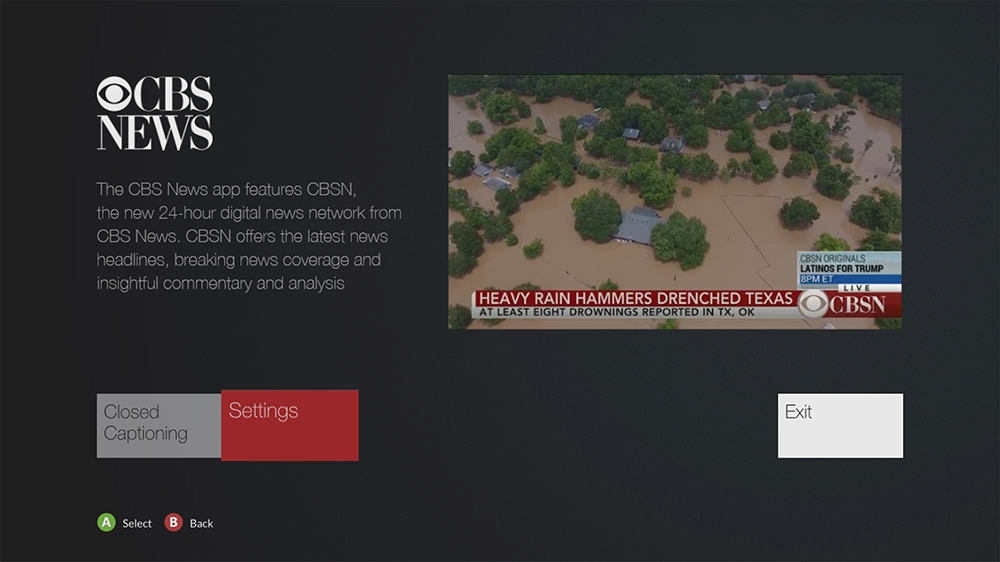 CBS
NEWS
The CBS News app features CBSN,
the new 24-hour digital news network from
CBS News. CBSN offers the latest news
headlines, breaking news coverage and
insightful commentary and analysis
CBSN ORIGINALS
LATINOS FOR TRUMP
8PM ET
LIVE
HEAVY RAIN HAMMERS DRENCHED TEXAS
AT LEAST EIGHT DROWNINGS REPORTED IN TX, OK
CBSN
Closed
Captioning
Settings
Exit
A Select B Back